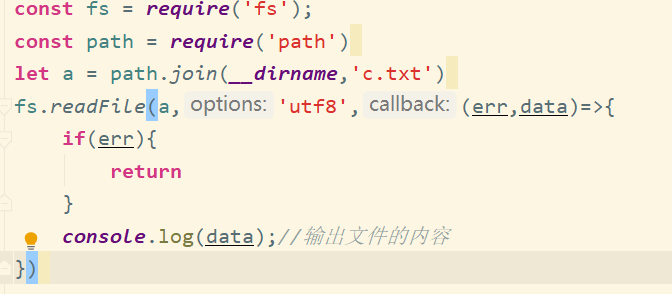 const fs = require('fs');
const path = require('path')
let a = path.join(__dirname,'c.txt')
fs.readFile(a, options: 'utf8', callback: (err,data)=>{
    if(err){
        return
    }
    console.log(data);//输出文件的内容
})